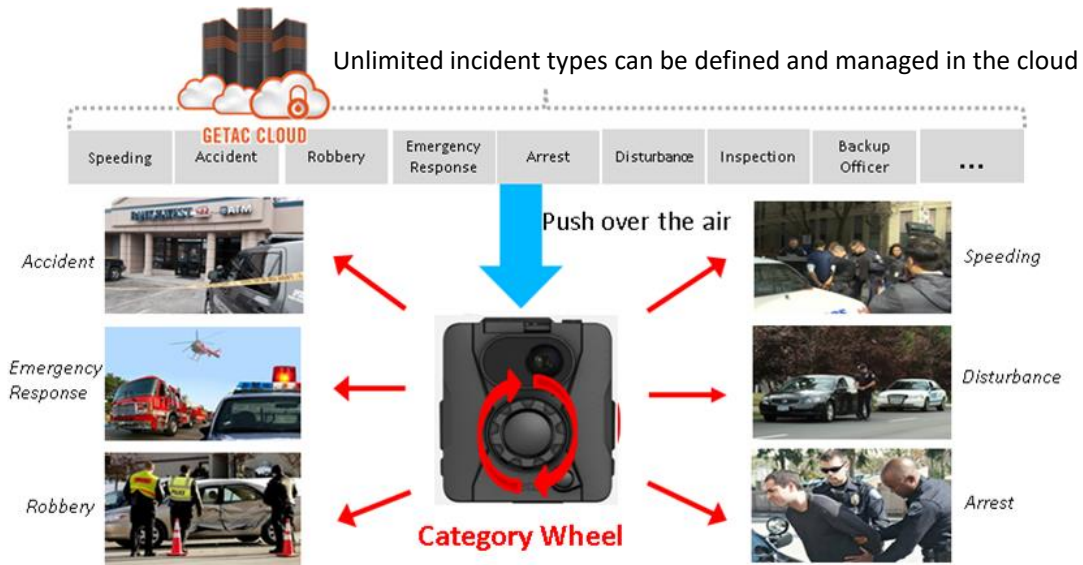 Unlimited incident types can be defined and managed in the cloud
GETAC CLOUD
Speeding
Accident
Robbery
Emergency
Response
Arrest
Disturbance
Inspection
Backup
Officer
...
Push over the air
Accident
Speeding
Emergency
Response
Disturbance
Robbery
Arrest
Category Wheel